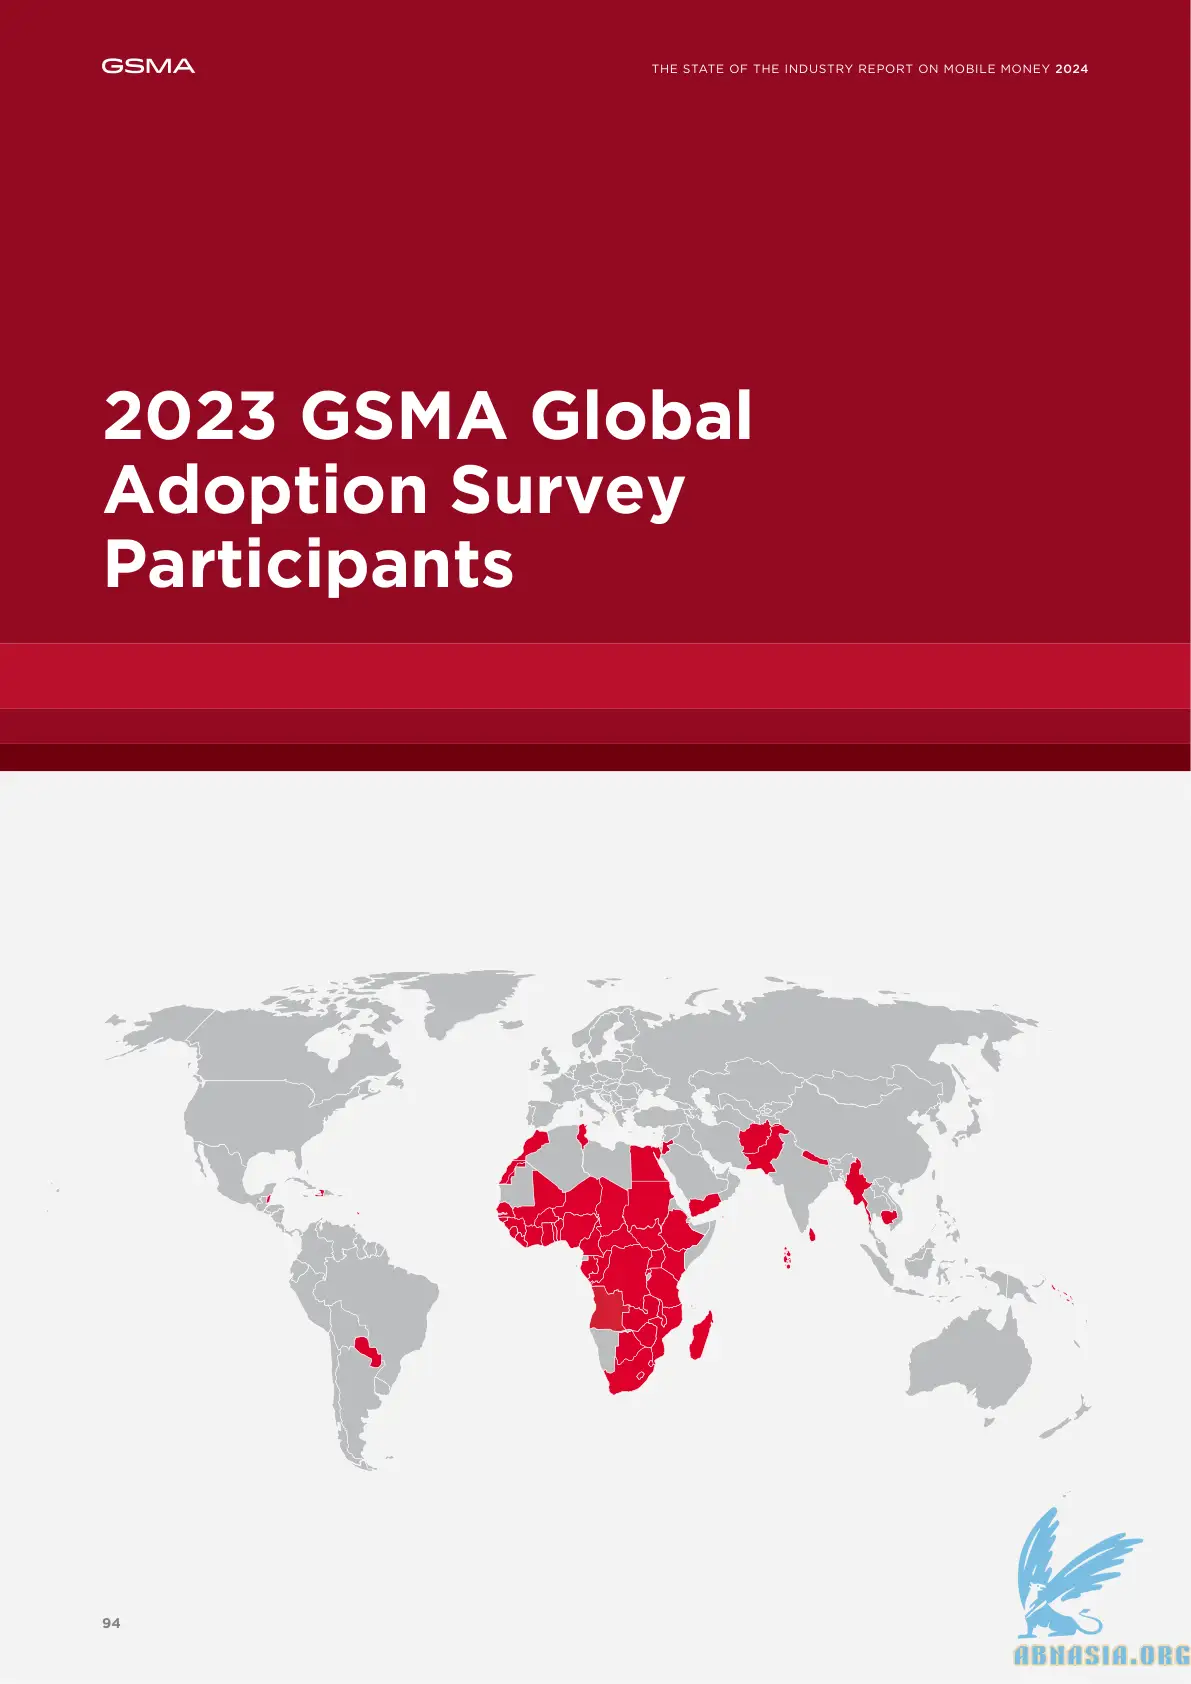 GSMA
THE STATE OF THE INDUSTRY REPORT ON MOBILE MONEY 2024
2023 GSMA Global
Adoption Survey
Participants
94
ABNASIA.ORG